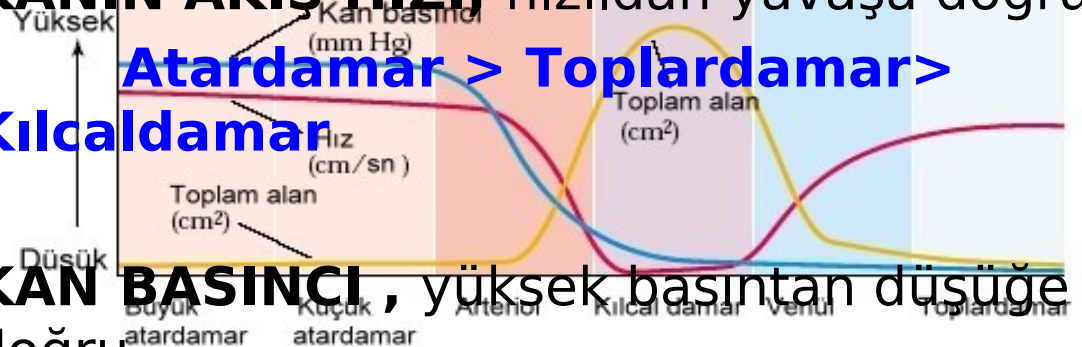 KANIN AKIŞ HIZI, hızlıdan yavaşa doğru
Yüksek
Kan basıncı
(mm Hg)
Atardamar > Toplardamar>
Kılcaldamar
Toplam alan
(cm²)
Hız
(cm/sn )
Toplam alan
(cm²)
Düşük
KAN BASINCI , yüksek basıntan düşüğe
doğru
Büyük
atardamar
Küçük
atardamar
Arteriol
Kılcal damar
Venül
Toplardamar